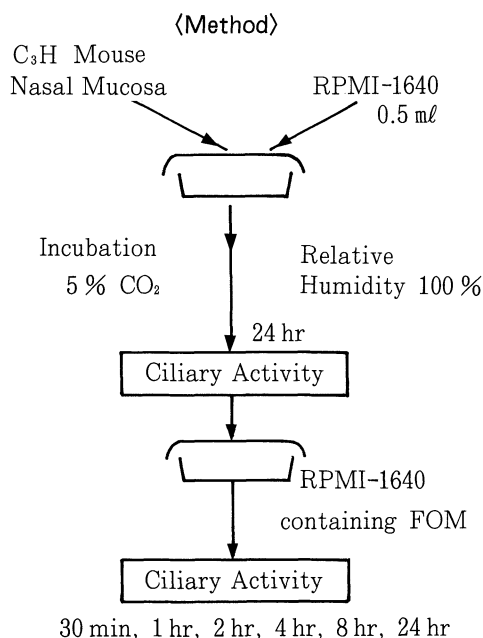 〈Method〉
C₃H Mouse
Nasal Mucosa
RPMI-1640
0.5 mℓ
Incubation
5 % CO₂
Relative
Humidity 100 %
24 hr
Ciliary Activity
RPMI-1640
containing FOM
Ciliary Activity
30 min, 1 hr, 2 hr, 4 hr, 8 hr, 24 hr